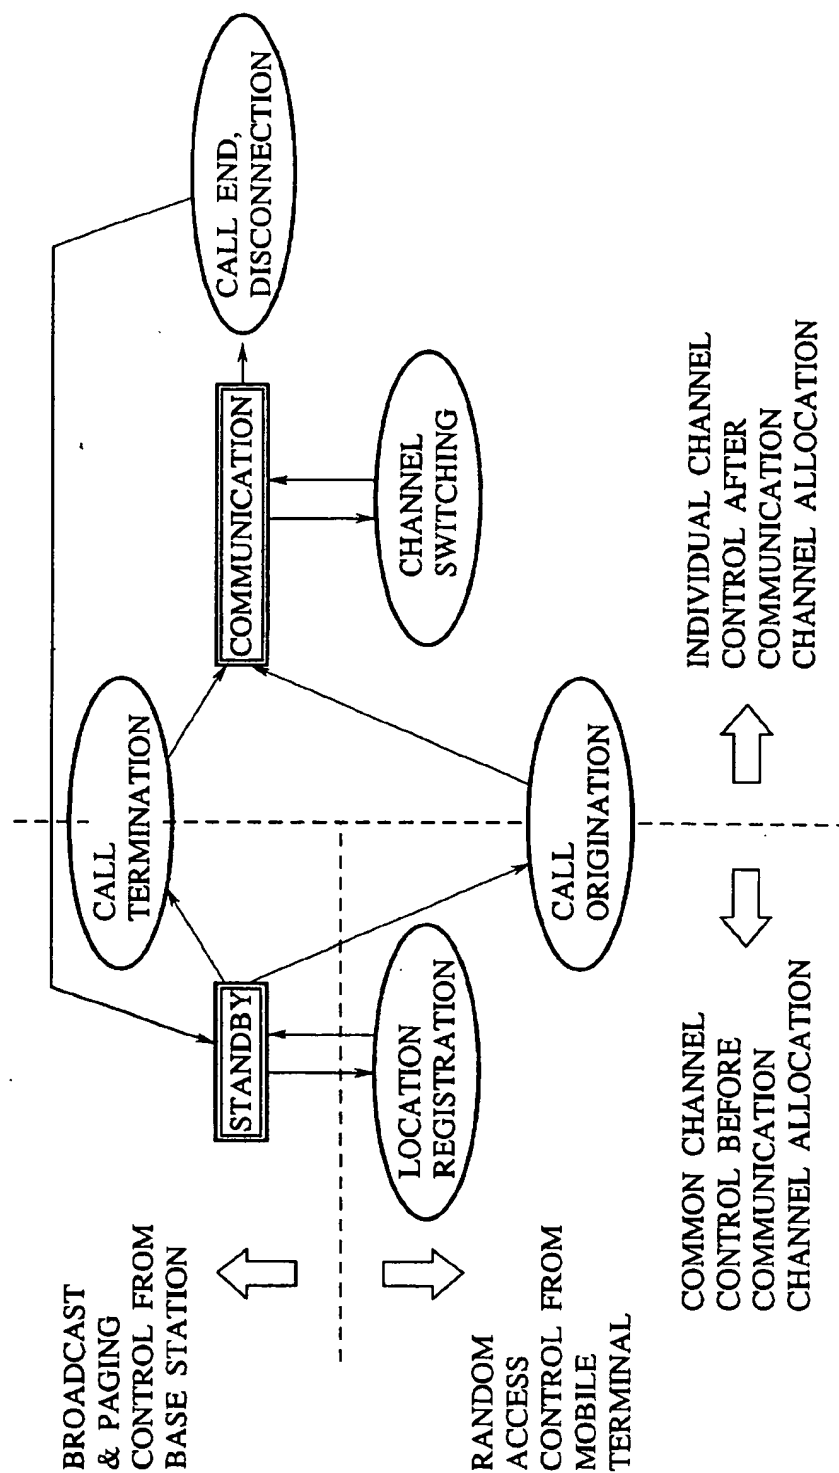 BROADCAST
& PAGING
CONTROL FROM
BASE STATION
RANDOM
ACCESS
CONTROL FROM
MOBILE
TERMINAL
STANDBY
LOCATION
REGISTRATION
CALL
TERMINATION
CALL
ORIGINATION
COMMUNICATION
CHANNEL
SWITCHING
CALL END,
DISCONNECTION
COMMON CHANNEL
CONTROL BEFORE
COMMUNICATION
CHANNEL ALLOCATION
INDIVIDUAL CHANNEL
CONTROL AFTER
COMMUNICATION
CHANNEL ALLOCATION